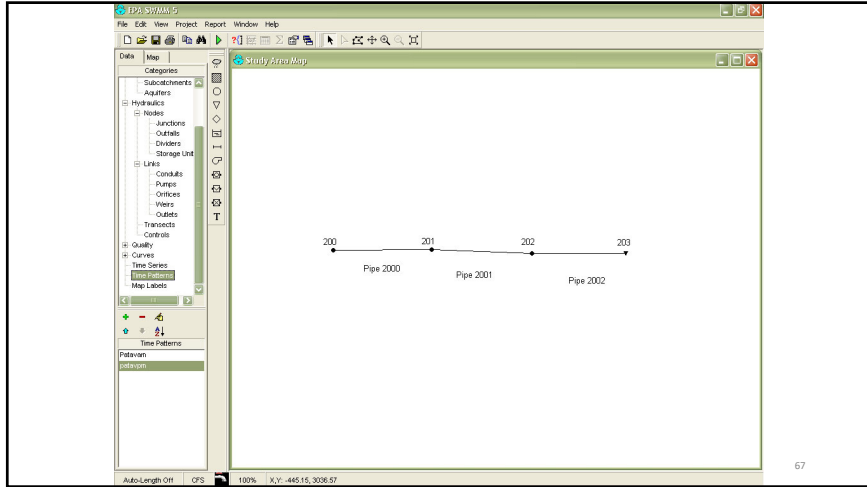 EPA SWMM 5
File Edit View Project Report Window Help
Data Map
Categories
Subcatchments
Aquifers
Hydraulics
Nodes
Junctions
Outfalls
Dividers
Storage Unit
Links
Conduits
Pumps
Orifices
Weirs
Outlets
Transects
Controls
Quality
Curves
Time Series
Time Patterns
Map Labels
Time Patterns
Patavam
patavpm
T
Study Area Map
200 201 202 203
Pipe 2000 Pipe 2001 Pipe 2002
Auto-Length Off CFS 100% X,Y: -445.15, 3036.57
67